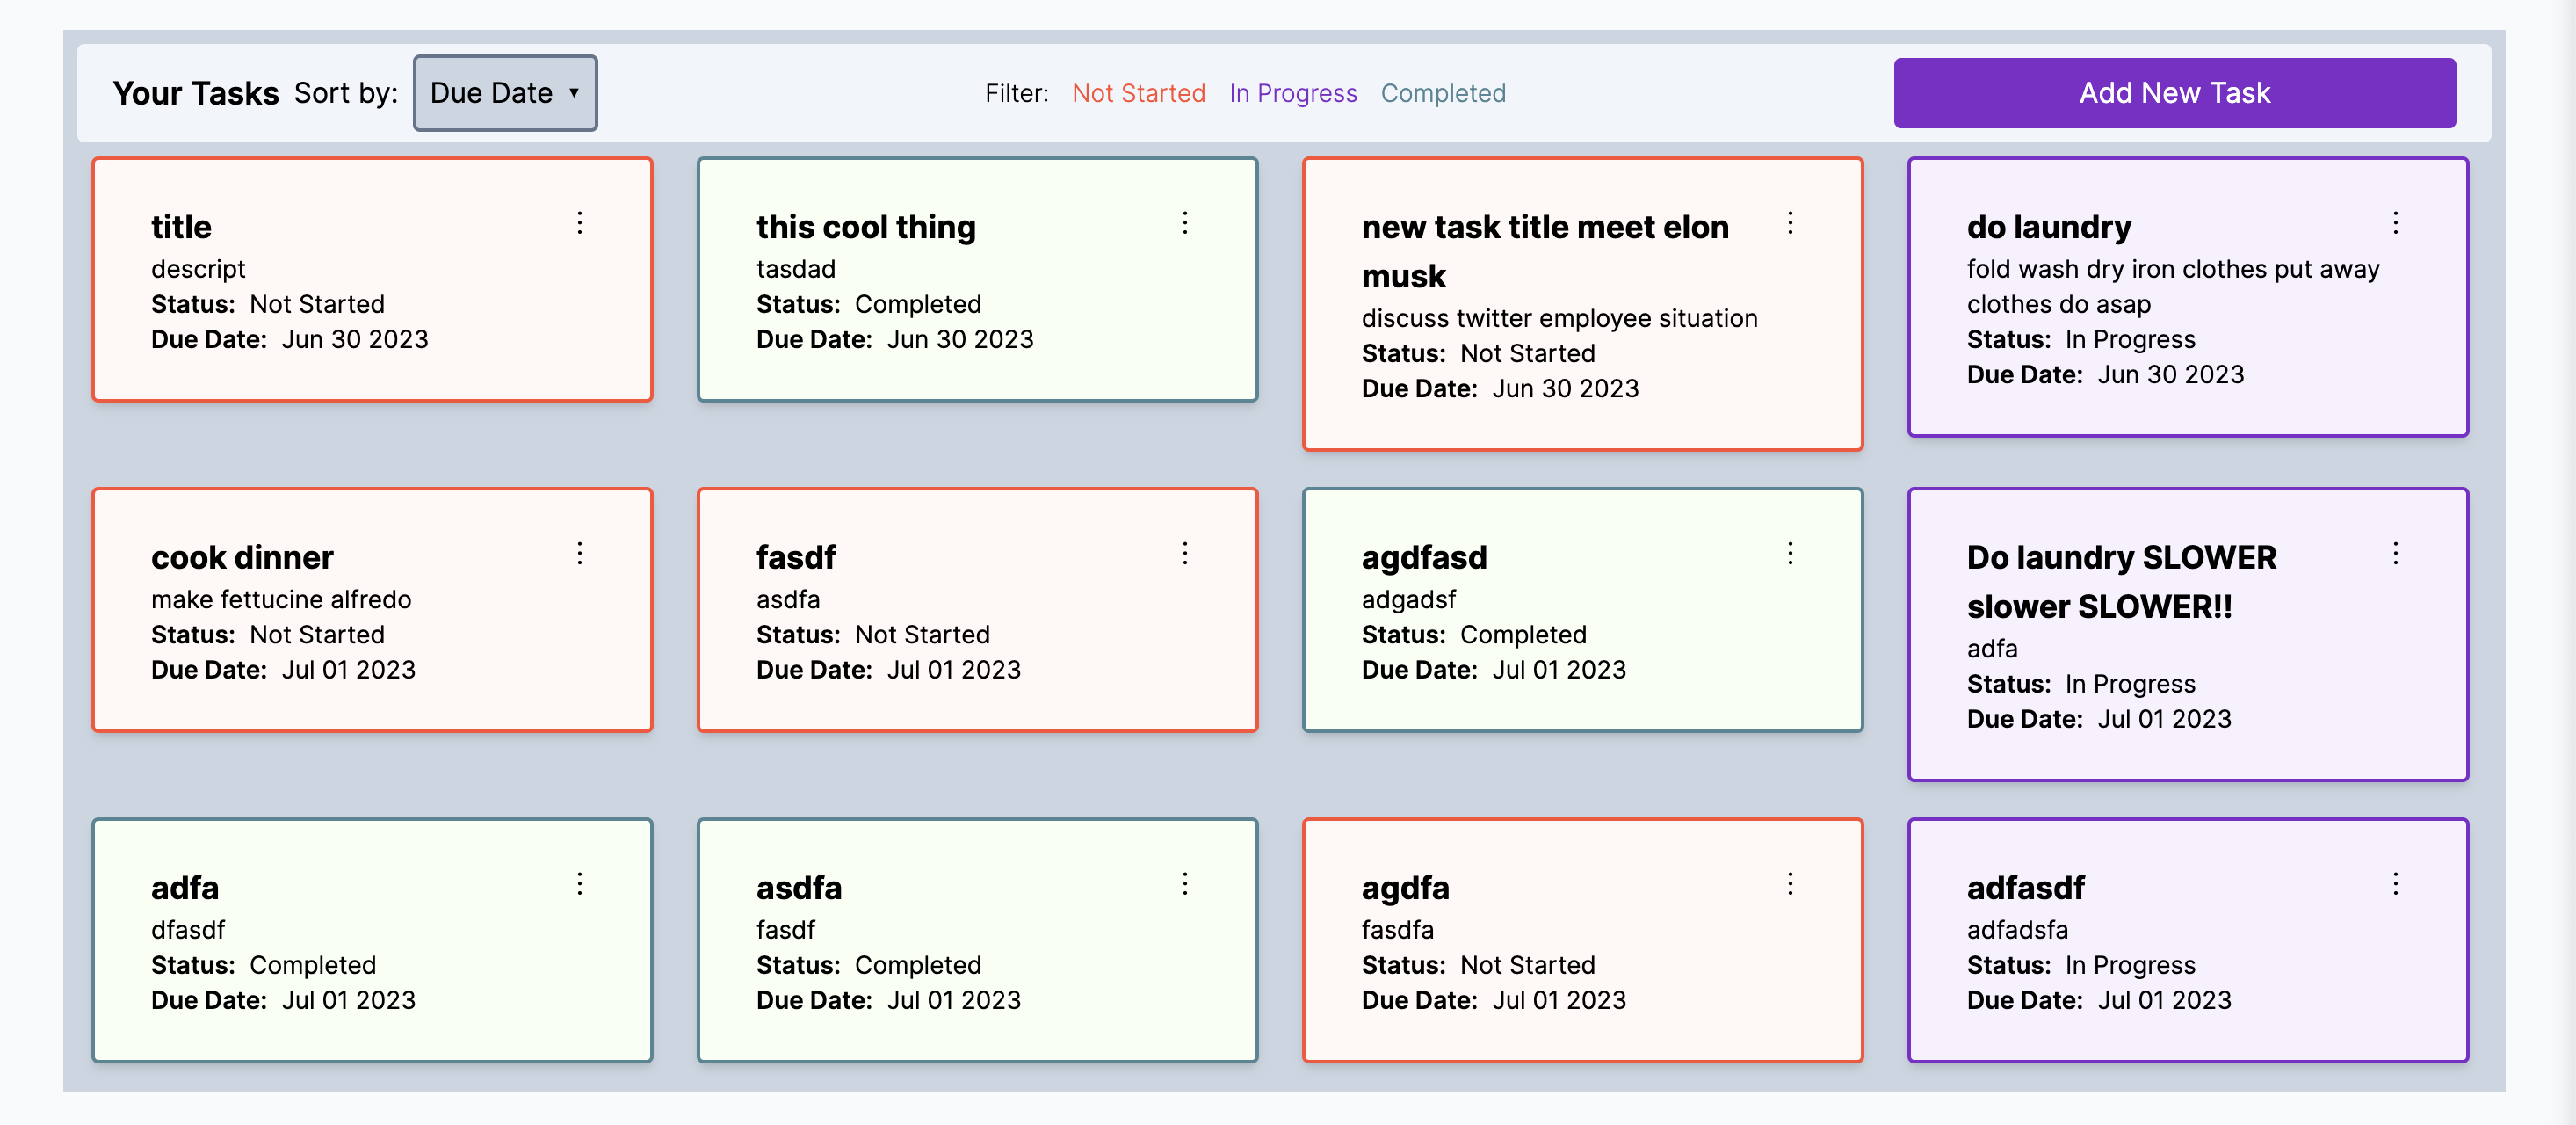 Your Tasks Sort by: Due Date ▾ Filter: Not Started In Progress Completed Add New Task
title
descript
Status: Not Started
Due Date: Jun 30 2023
this cool thing
tasdad
Status: Completed
Due Date: Jun 30 2023
new task title meet elon
musk
discuss twitter employee situation
Status: Not Started
Due Date: Jun 30 2023
do laundry
fold wash dry iron clothes put away
clothes do asap
Status: In Progress
Due Date: Jun 30 2023
cook dinner
make fettucine alfredo
Status: Not Started
Due Date: Jul 01 2023
fasdf
asdfa
Status: Not Started
Due Date: Jul 01 2023
agdfasd
adgadsf
Status: Completed
Due Date: Jul 01 2023
Do laundry SLOWER
slower SLOWER!!
adfa
Status: In Progress
Due Date: Jul 01 2023
adfa
dfasdf
Status: Completed
Due Date: Jul 01 2023
asdfa
fasdf
Status: Completed
Due Date: Jul 01 2023
agdfa
fasdfa
Status: Not Started
Due Date: Jul 01 2023
adfasdf
adfadsfa
Status: In Progress
Due Date: Jul 01 2023